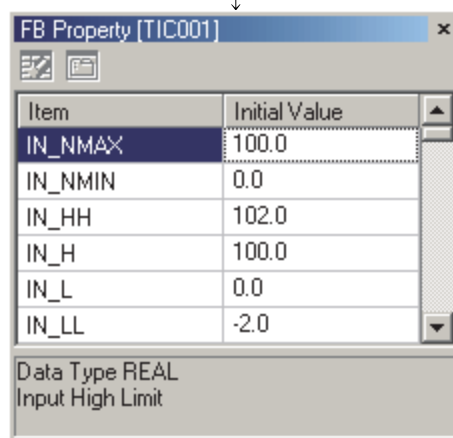 FB Property [TIC001]
Item Initial Value
IN_NMAX 100.0
IN_NMIN 0.0
IN_HH 102.0
IN_H 100.0
IN_L 0.0
IN_LL -2.0
Data Type REAL
Input High Limit